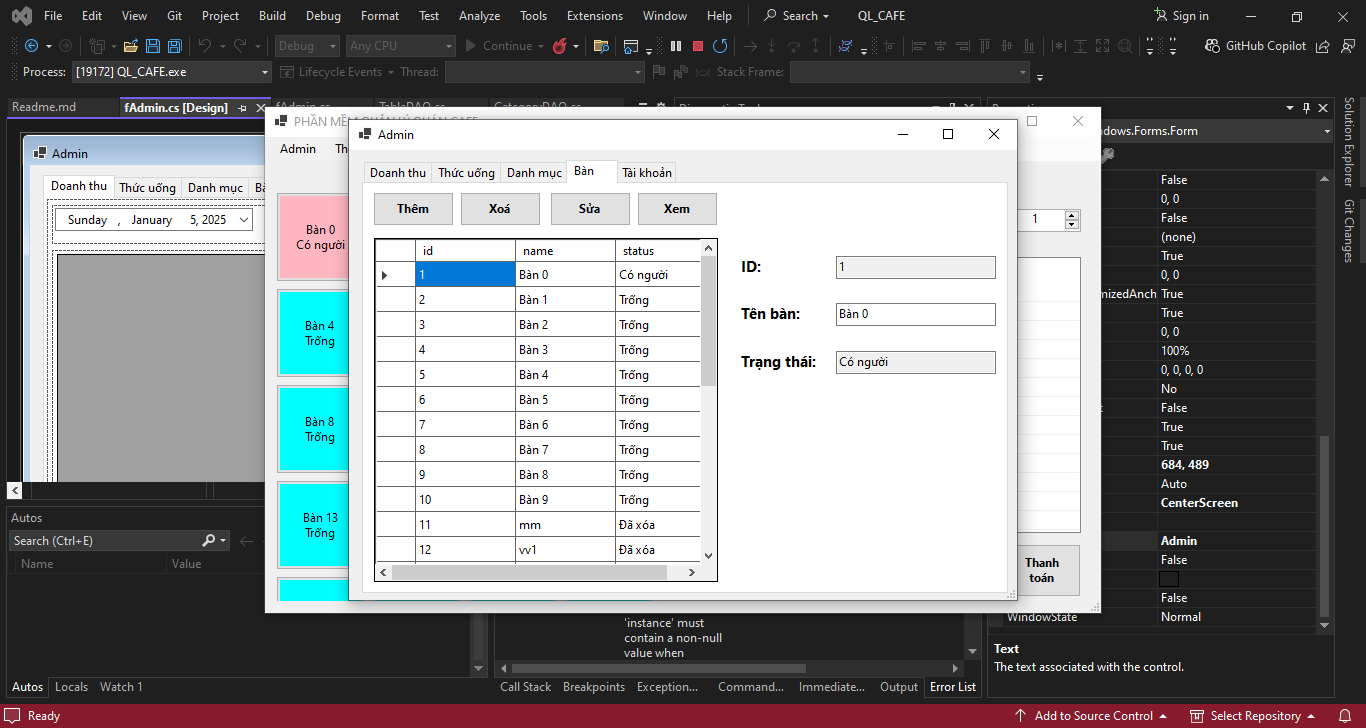 File Edit View Git Project Build Debug Format Test Analyze Tools Extensions Window Help Search QL_CAFE Sign in
Debug Any CPU Continue GitHub Copilot
Process: [19172] QL_CAFE.exe Lifecycle Events Thread: Stack Frame:
Readme.md fAdmin.cs [Design] fAdmin.cs TableDAO.cs CategoryDAO.cs
Admin
Doanh thu Thức uống Danh mục
Sunday , January 5, 2025
PHẦN MỀM QUẢN LÝ QUÁN CAFE
Admin
Bàn 0
Có người
Bàn 4
Trống
Bàn 8
Trống
Bàn 13
Trống
1
Thanh
toán
Admin
Doanh thu Thức uống Danh mục Bàn Tài khoản
Thêm Xoá Sửa Xem
id name status
1 Bàn 0 Có người
2 Bàn 1 Trống
3 Bàn 2 Trống
4 Bàn 3 Trống
5 Bàn 4 Trống
6 Bàn 5 Trống
7 Bàn 6 Trống
8 Bàn 7 Trống
9 Bàn 8 Trống
10 Bàn 9 Trống
11 mm Đã xóa
12 vv1 Đã xóa
ID: 1
Tên bàn: Bàn 0
Trạng thái: Có người
ndows.Forms.Form
False
0, 0
False
(none)
True
0, 0
mizedAnch True
True
0, 0
100%
0, 0, 0, 0
No
False
True
True
684, 489
Auto
CenterScreen
Admin
False
False
WindowState Normal
Text
The text associated with the control.
Solution Explorer
Git Changes
Autos
Search (Ctrl+E)
Name Value
'instance' must
contain a non-null
value when
Autos Locals Watch 1
Call Stack Breakpoints Exception... Command... Immediate... Output Error List
Ready Add to Source Control Select Repository